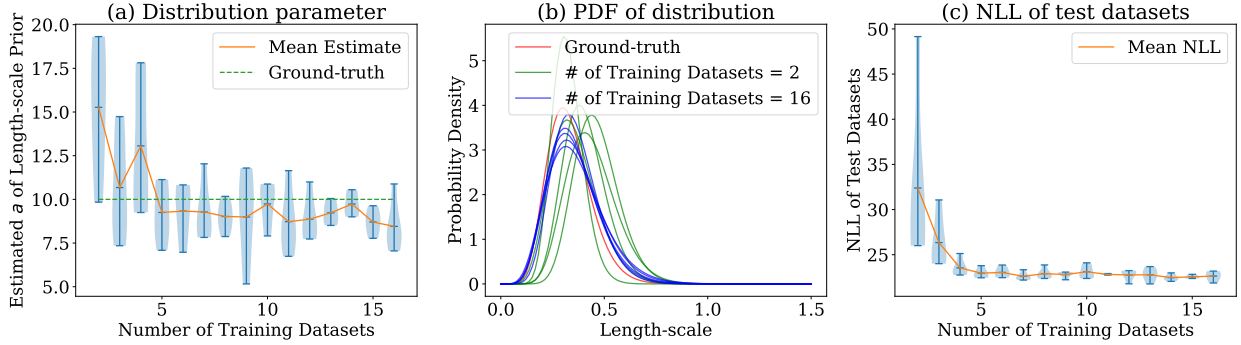 (a) Distribution parameter
Estimated a of Length-scale Prior
20.0
17.5
15.0
12.5
10.0
7.5
5.0
Mean Estimate
Ground-truth
5
10
15
Number of Training Datasets
(b) PDF of distribution
Probability Density
5
4
3
2
1
0
Ground-truth
# of Training Datasets = 2
# of Training Datasets = 16
0.0
0.5
1.0
1.5
Length-scale
(c) NLL of test datasets
NLL of Test Datasets
50
45
40
35
30
25
Mean NLL
5
10
15
Number of Training Datasets